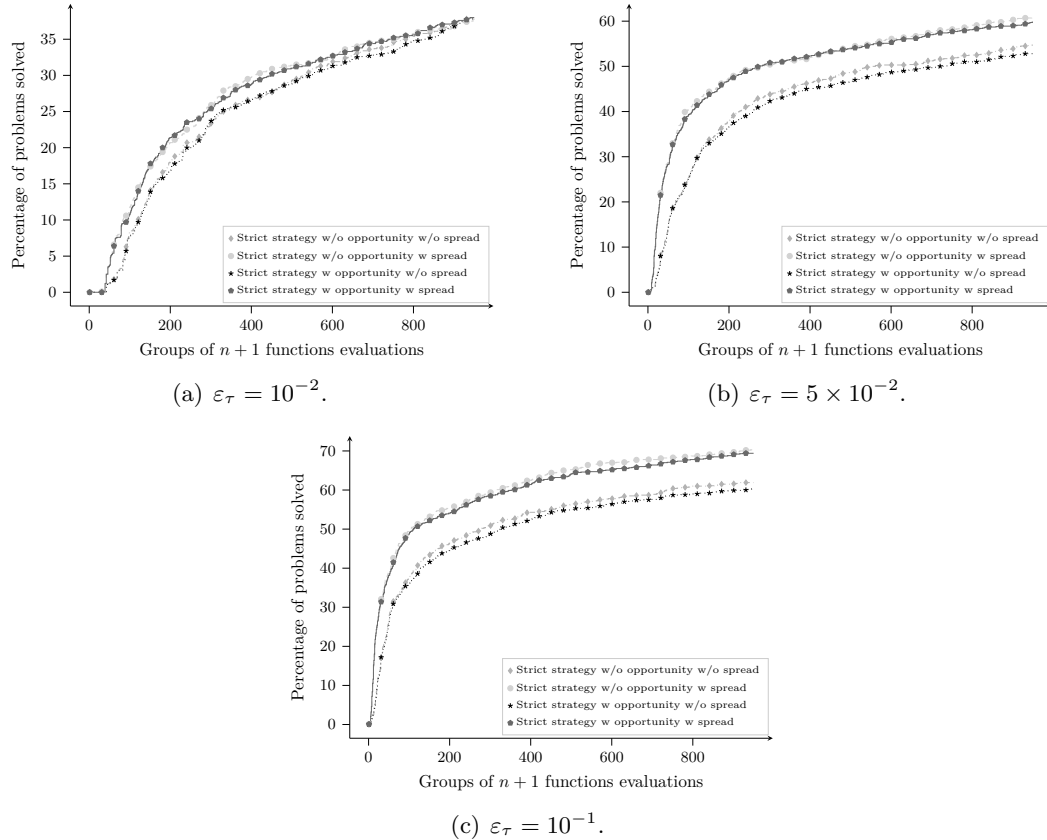 35
30
25
20
15
10
5
0
Percentage of problems solved
Strict strategy w/o opportunity w/o spread
Strict strategy w/o opportunity w spread
Strict strategy w opportunity w/o spread
Strict strategy w opportunity w spread
0 200 400 600 800
Groups of n + 1 functions evaluations
(a) ε_τ = 10⁻².
60
50
40
30
20
10
0
Percentage of problems solved
Strict strategy w/o opportunity w/o spread
Strict strategy w/o opportunity w spread
Strict strategy w opportunity w/o spread
Strict strategy w opportunity w spread
0 200 400 600 800
Groups of n + 1 functions evaluations
(b) ε_τ = 5 × 10⁻².
70
60
50
40
30
20
10
0
Percentage of problems solved
Strict strategy w/o opportunity w/o spread
Strict strategy w/o opportunity w spread
Strict strategy w opportunity w/o spread
Strict strategy w opportunity w spread
0 200 400 600 800
Groups of n + 1 functions evaluations
(c) ε_τ = 10⁻¹.